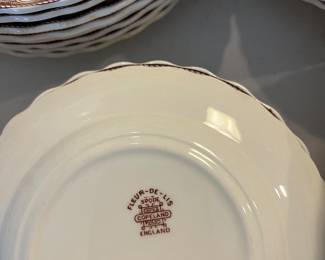 FLEUR-DE-LIS
SPODE
COPELAND
ENGLAND